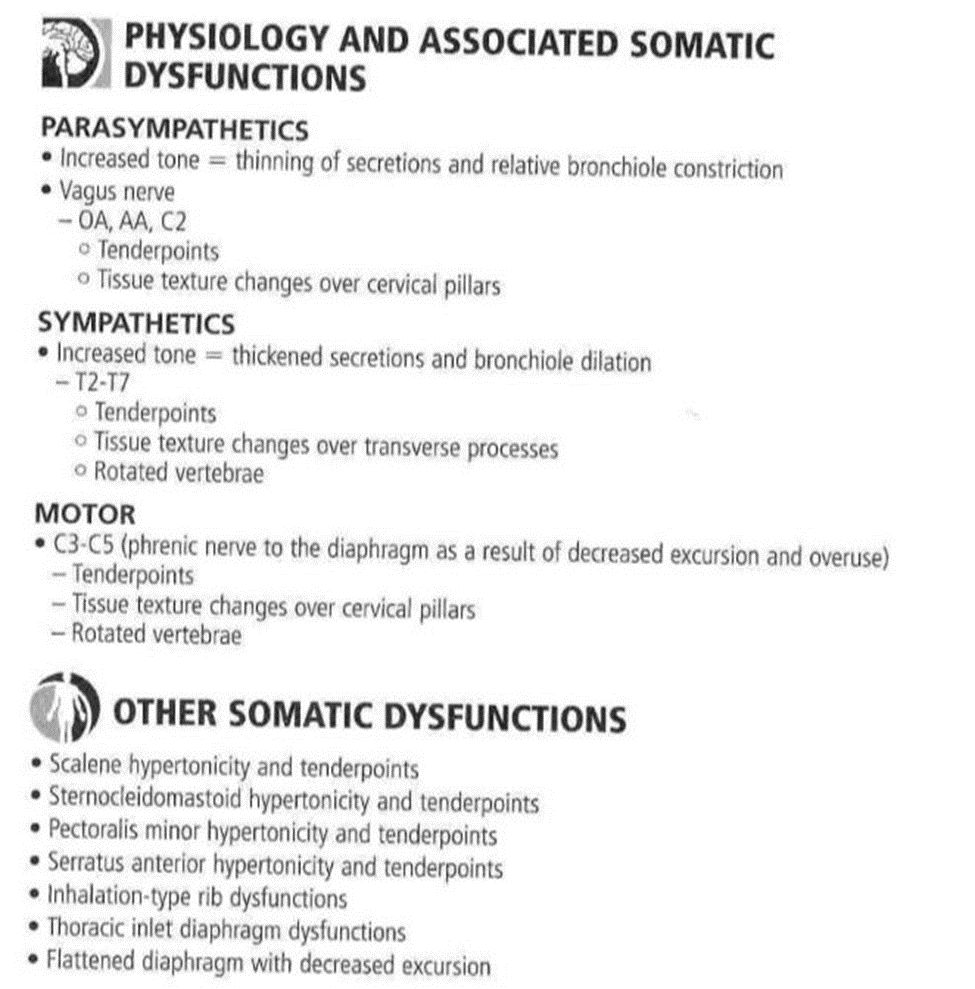 PHYSIOLOGY AND ASSOCIATED SOMATIC
DYSFUNCTIONS
PARASYMPATHETICS
• Increased tone = thinning of secretions and relative bronchiole constriction
• Vagus nerve
– OA, AA, C2
○ Tenderpoints
○ Tissue texture changes over cervical pillars
SYMPATHETICS
• Increased tone = thickened secretions and bronchiole dilation
– T2-T7
○ Tenderpoints
○ Tissue texture changes over transverse processes
○ Rotated vertebrae
MOTOR
• C3-C5 (phrenic nerve to the diaphragm as a result of decreased excursion and overuse)
– Tenderpoints
– Tissue texture changes over cervical pillars
– Rotated vertebrae
OTHER SOMATIC DYSFUNCTIONS
• Scalene hypertonicity and tenderpoints
• Sternocleidomastoid hypertonicity and tenderpoints
• Pectoralis minor hypertonicity and tenderpoints
• Serratus anterior hypertonicity and tenderpoints
• Inhalation-type rib dysfunctions
• Thoracic inlet diaphragm dysfunctions
• Flattened diaphragm with decreased excursion